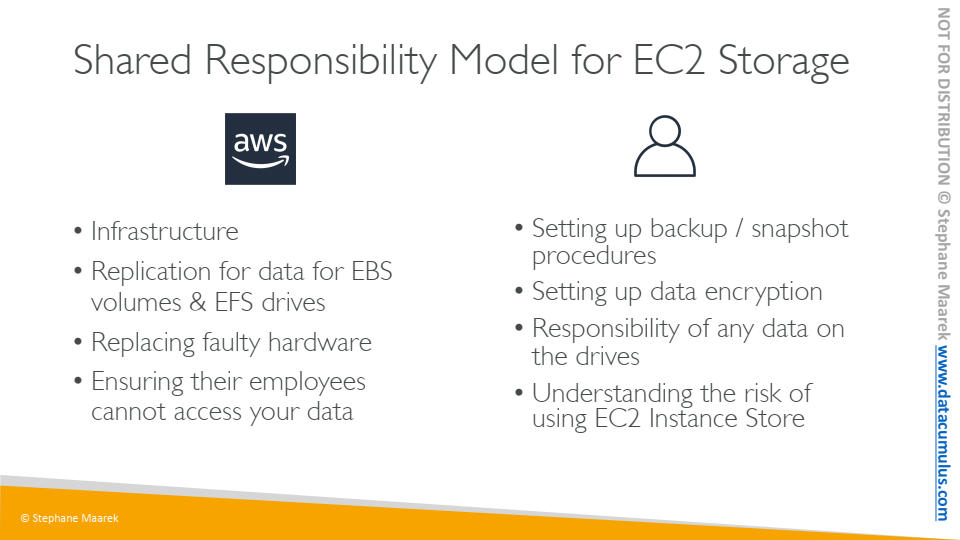 Shared Responsibility Model for EC2 Storage
aws
• Infrastructure
• Replication for data for EBS
volumes & EFS drives
• Replacing faulty hardware
• Ensuring their employees
cannot access your data
• Setting up backup / snapshot
procedures
• Setting up data encryption
• Responsibility of any data on
the drives
• Understanding the risk of
using EC2 Instance Store
© Stephane Maarek
NOT FOR DISTRIBUTION © Stephane Maarek www.datacumulus.com